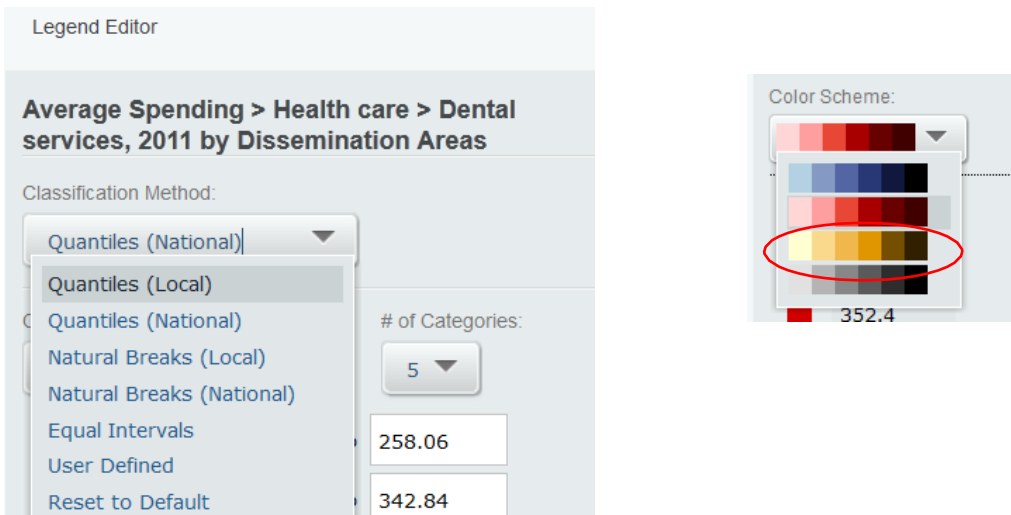 Legend Editor
Average Spending > Health care > Dental
services, 2011 by Dissemination Areas
Classification Method:
Quantiles (National)
Quantiles (Local)
Quantiles (National)
Natural Breaks (Local)
Natural Breaks (National)
Equal Intervals
User Defined
Reset to Default
# of Categories:
5
258.06
342.84
Color Scheme:
352.4